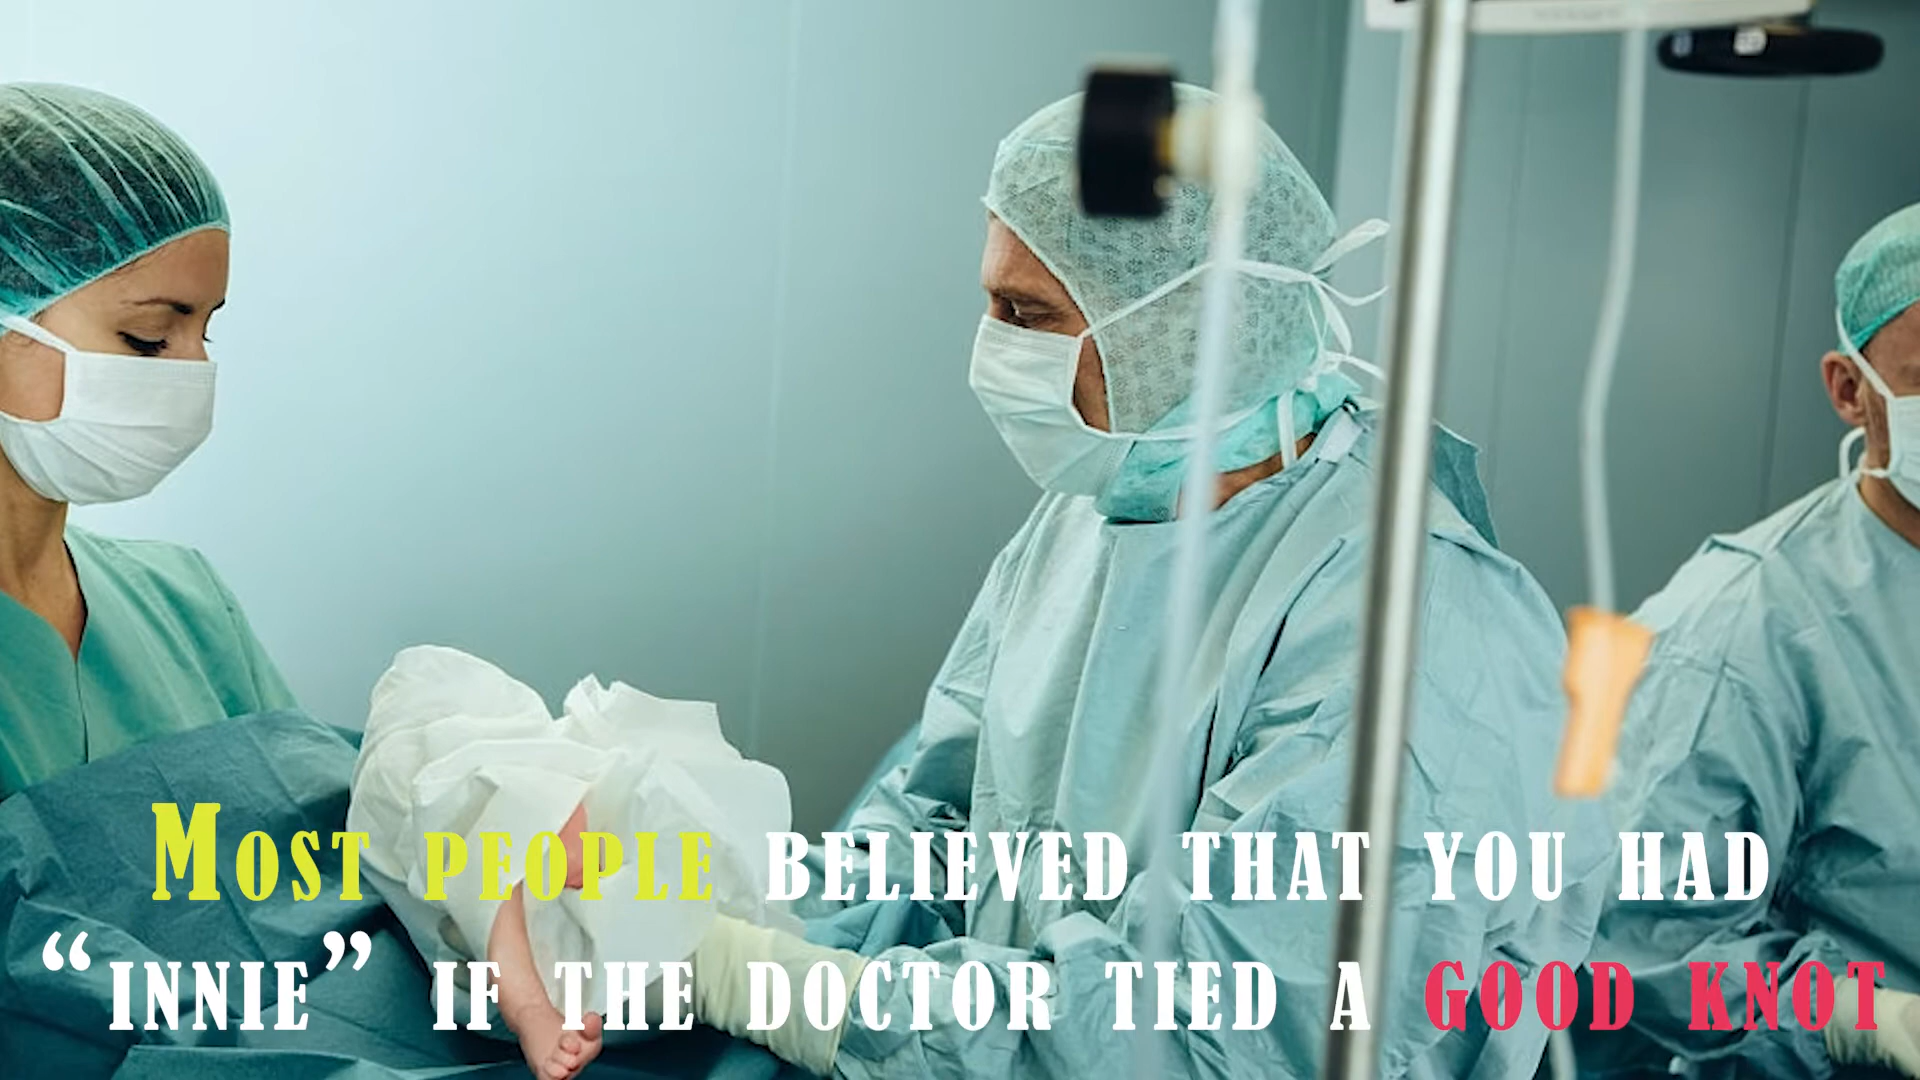 Most people believed that you had
“innie” if the doctor tied a good knot